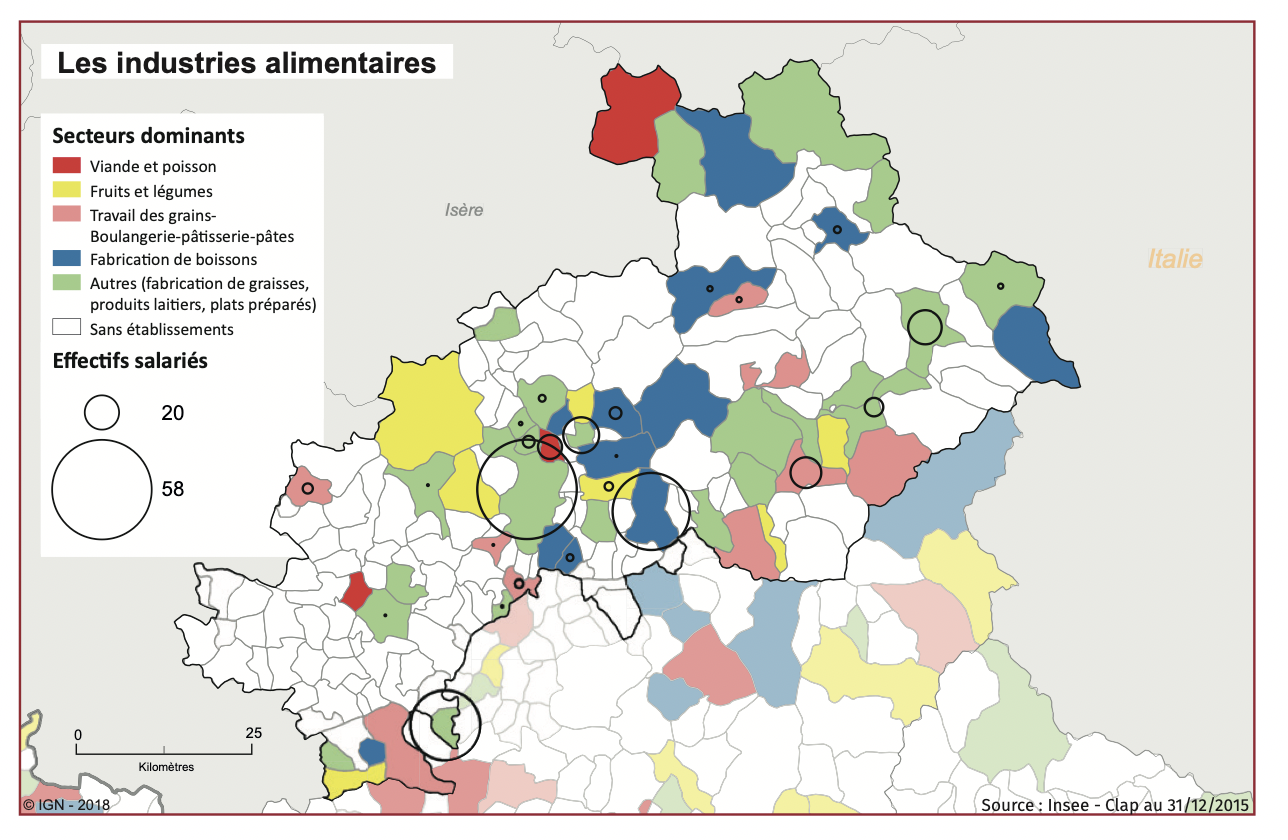 Les industries alimentaires
Secteurs dominants
Viande et poisson
Fruits et légumes
Travail des grains-
Boulangerie-pâtisserie-pâtes
Fabrication de boissons
Autres (fabrication de graisses,
produits laitiers, plats préparés)
Sans établissements
Effectifs salariés
20
58
Isère
Italie
0 25
Kilomètres
© IGN - 2018
Source : Insee - Clap au 31/12/2015